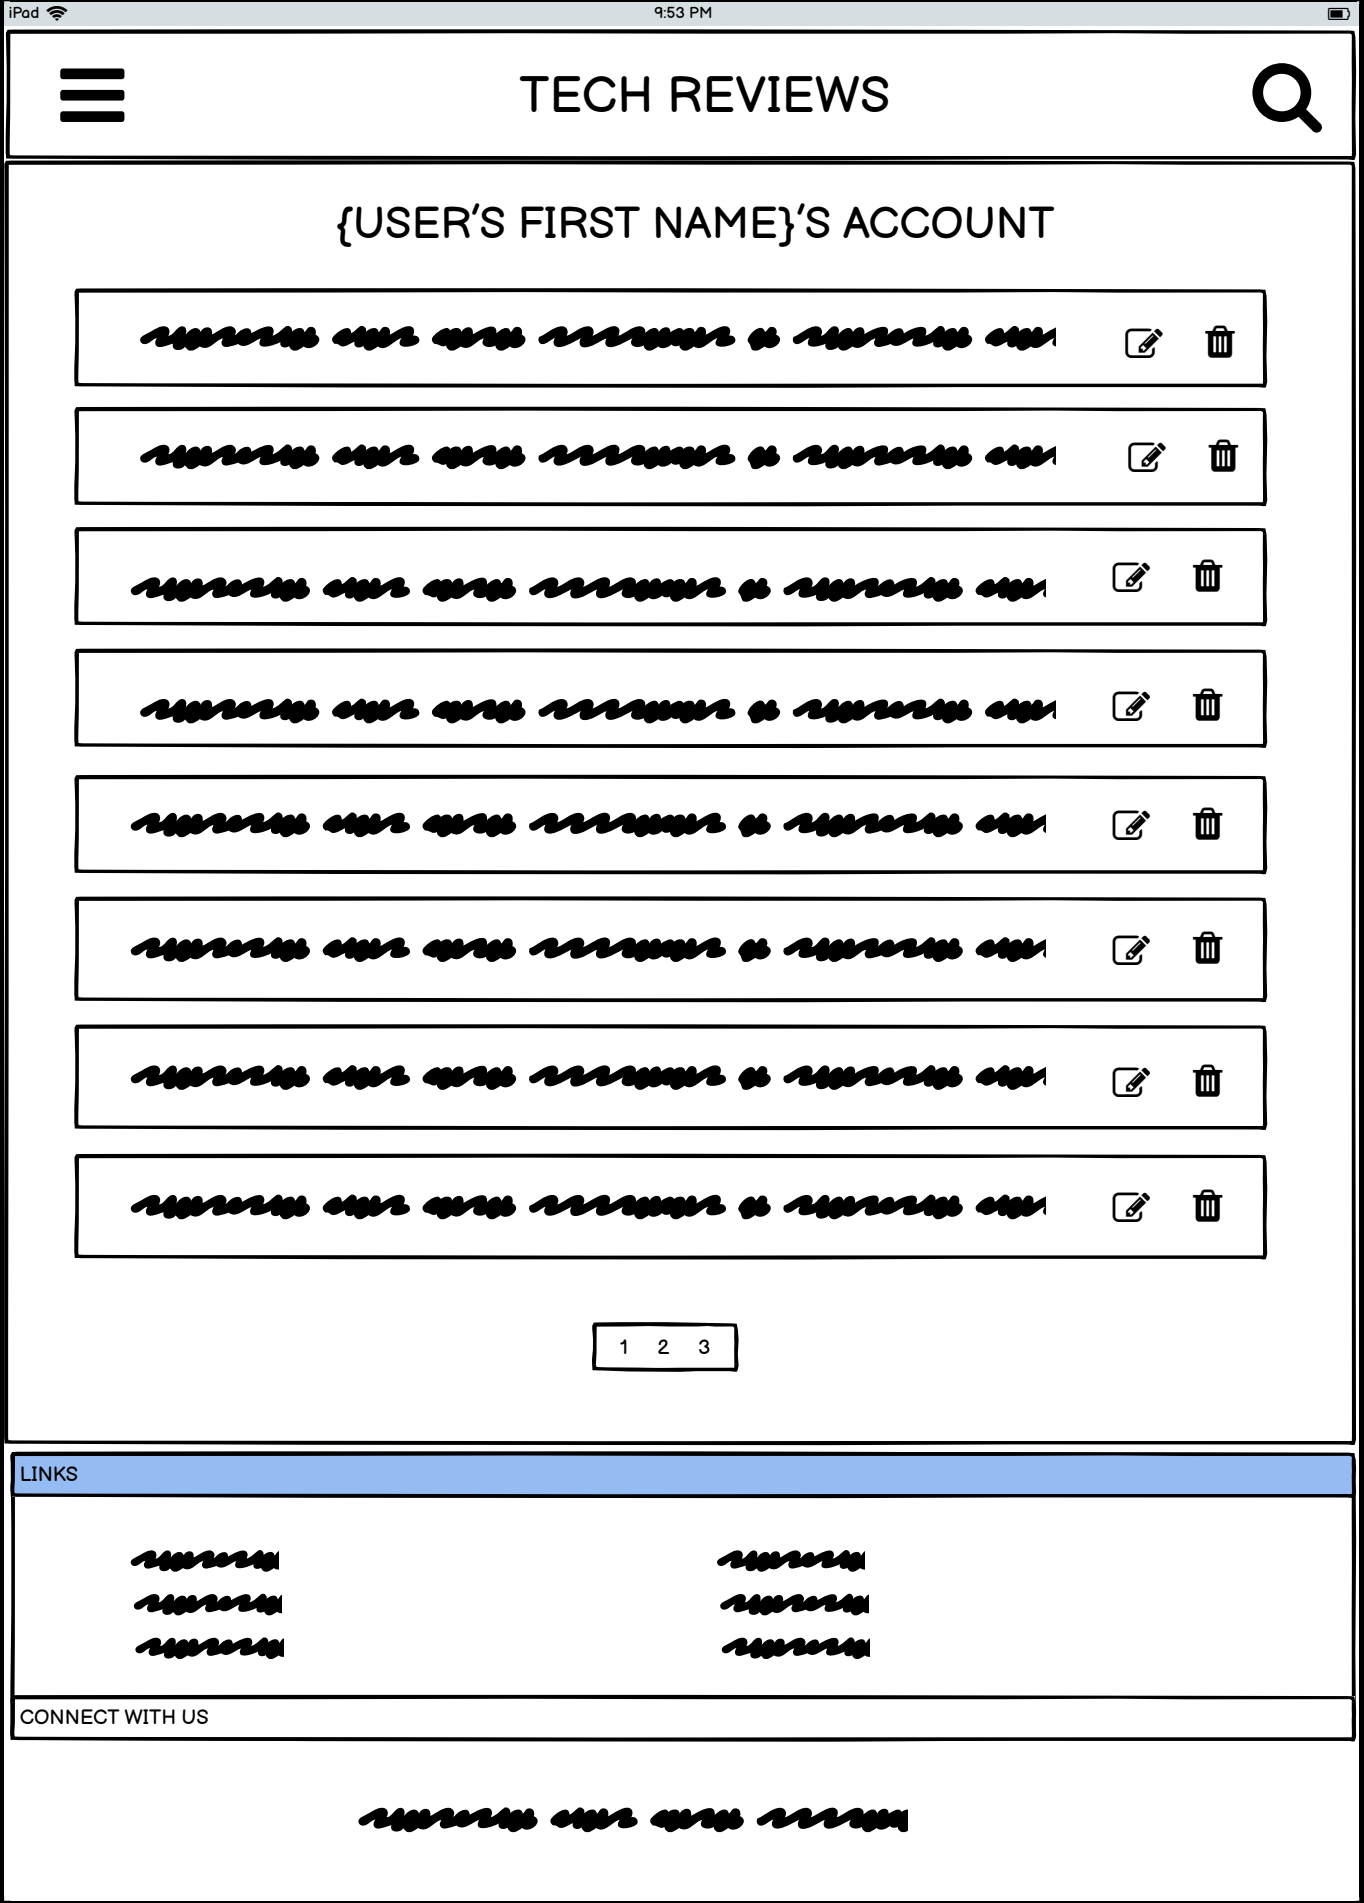 iPad 9:53 PM
TECH REVIEWS
{USER'S FIRST NAME}'S ACCOUNT
1 2 3
LINKS
CONNECT WITH US